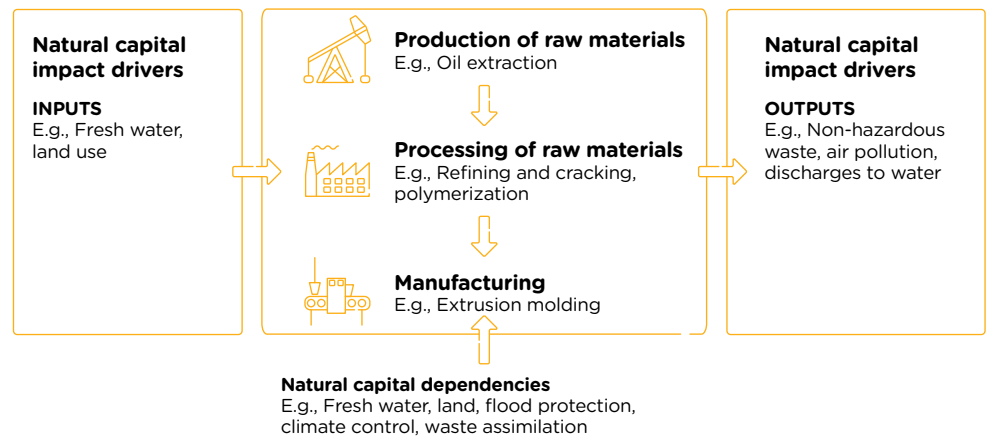 Natural capital
impact drivers
INPUTS
E.g., Fresh water,
land use
Production of raw materials
E.g., Oil extraction
Processing of raw materials
E.g., Refining and cracking,
polymerization
Manufacturing
E.g., Extrusion molding
Natural capital
impact drivers
OUTPUTS
E.g., Non-hazardous
waste, air pollution,
discharges to water
Natural capital dependencies
E.g., Fresh water, land, flood protection,
climate control, waste assimilation